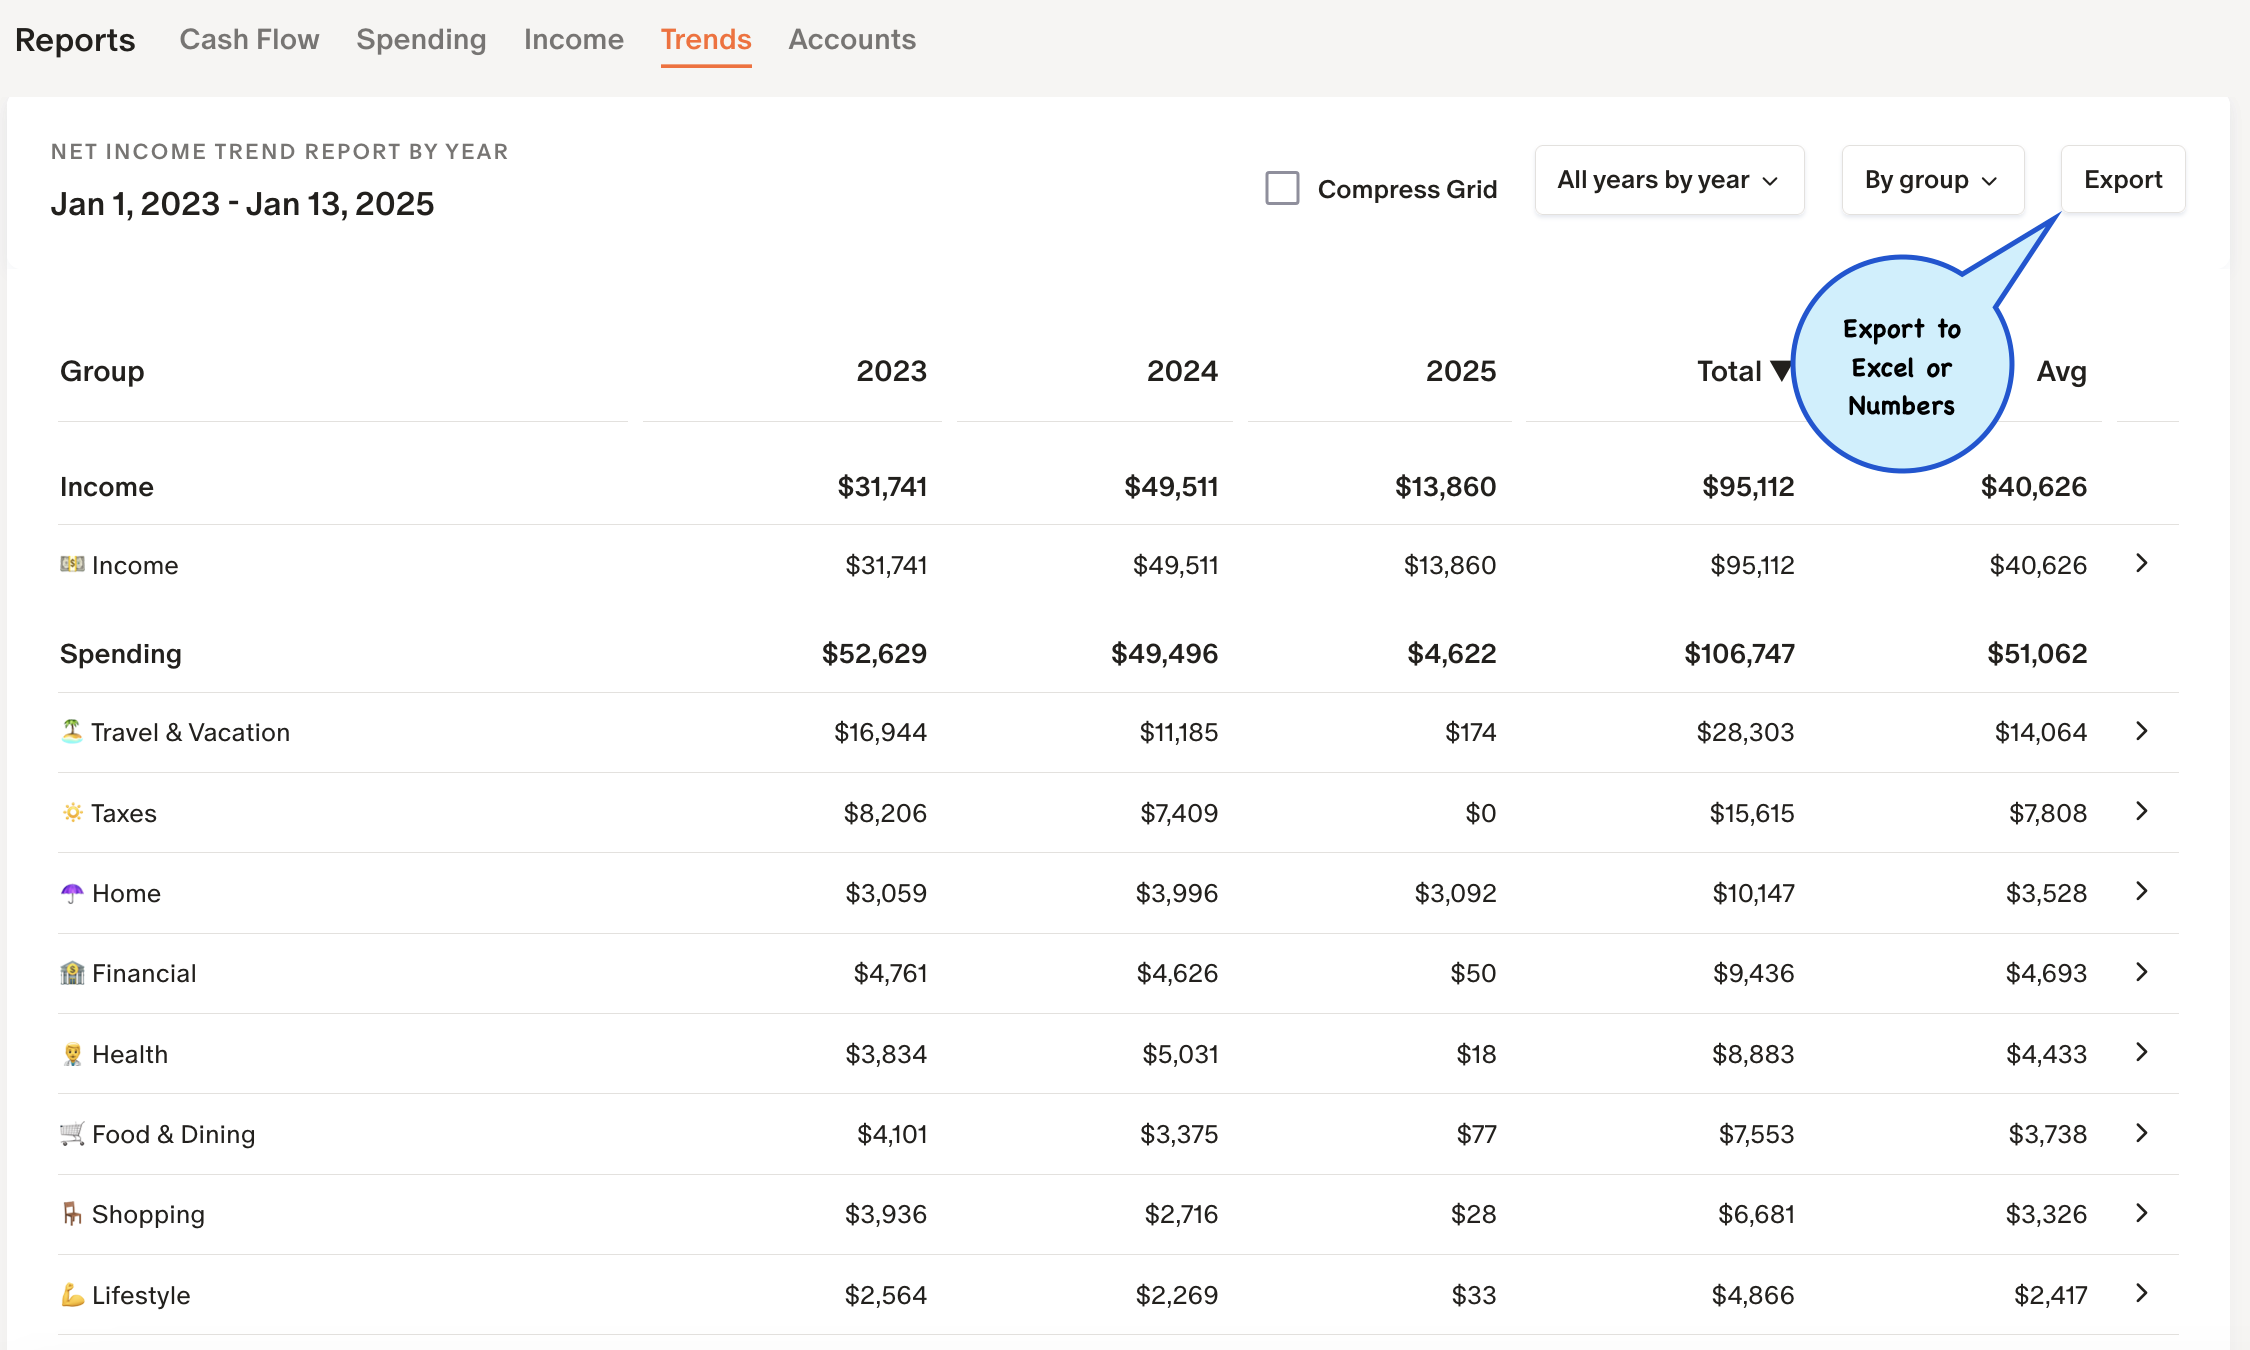 Reports Cash Flow Spending Income Trends Accounts
NET INCOME TREND REPORT BY YEAR
Jan 1, 2023 - Jan 13, 2025
Compress Grid All years by year By group Export
Export to
Excel or
Numbers
Group 2023 2024 2025 Total ▼ Avg
Income $31,741 $49,511 $13,860 $95,112 $40,626
Income $31,741 $49,511 $13,860 $95,112 $40,626
Spending $52,629 $49,496 $4,622 $106,747 $51,062
Travel & Vacation $16,944 $11,185 $174 $28,303 $14,064
Taxes $8,206 $7,409 $0 $15,615 $7,808
Home $3,059 $3,996 $3,092 $10,147 $3,528
Financial $4,761 $4,626 $50 $9,436 $4,693
Health $3,834 $5,031 $18 $8,883 $4,433
Food & Dining $4,101 $3,375 $77 $7,553 $3,738
Shopping $3,936 $2,716 $28 $6,681 $3,326
Lifestyle $2,564 $2,269 $33 $4,866 $2,417